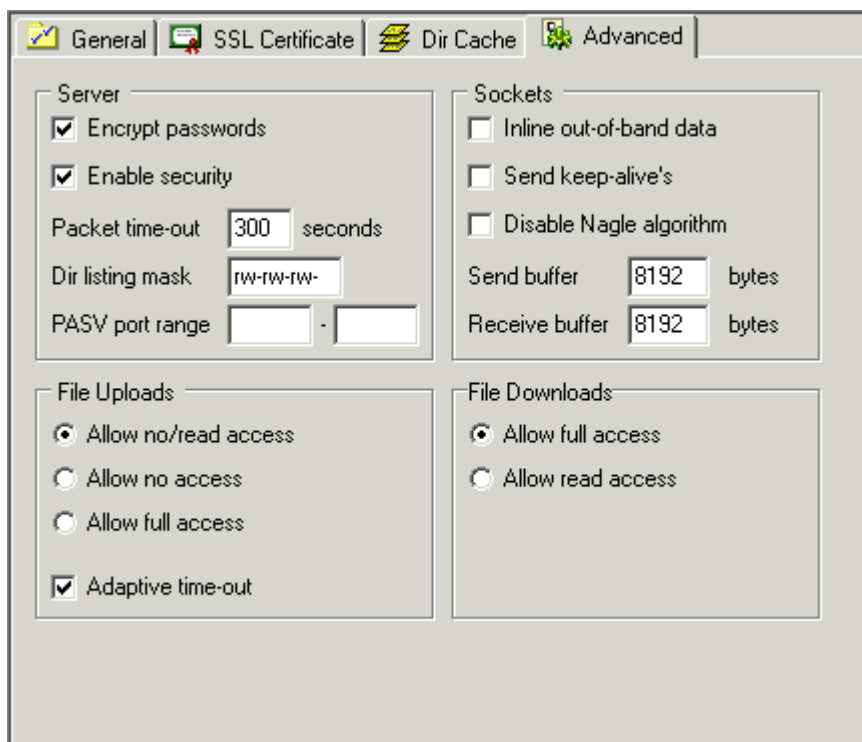 General SSL Certificate Dir Cache Advanced
Server
Encrypt passwords
Enable security
Packet time-out 300 seconds
Dir listing mask rw-rw-rw-
PASV port range -
Sockets
Inline out-of-band data
Send keep-alive's
Disable Nagle algorithm
Send buffer 8192 bytes
Receive buffer 8192 bytes
File Uploads
Allow no/read access
Allow no access
Allow full access
Adaptive time-out
File Downloads
Allow full access
Allow read access